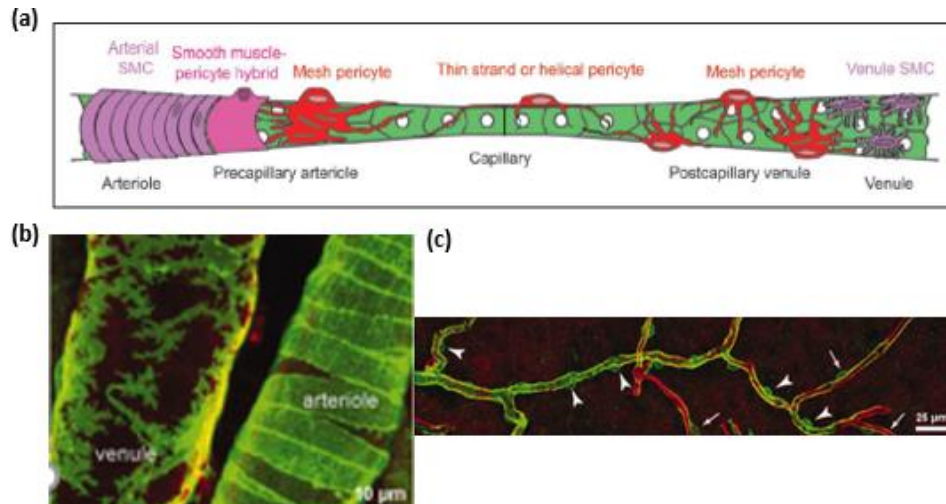 (a)
Arterial
SMC
Smooth muscle-
pericyte hybrid
Mesh pericyte
Thin strand or helical pericyte
Mesh pericyte
Venule SMC
Arteriole
Precapillary artericle
Capillary
Postcapillary venule
Venule
(b)
venule
arteriole
10 µm
(c)
25 µm